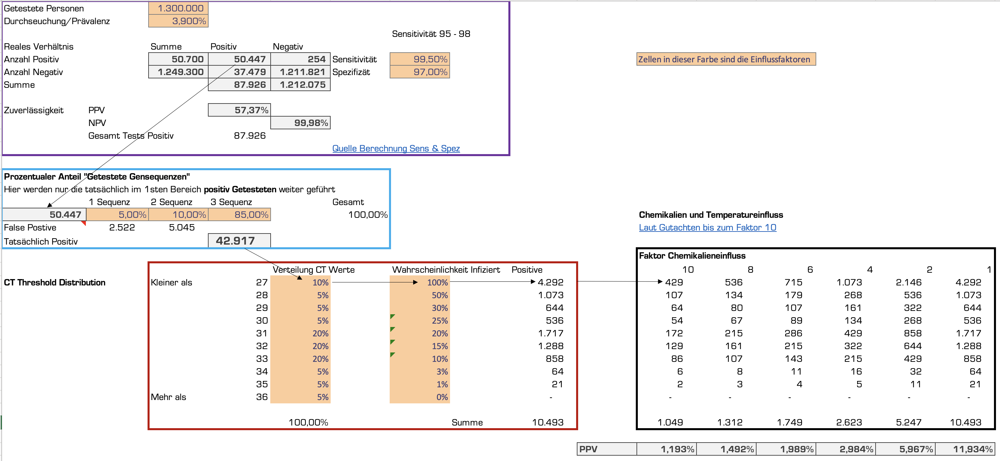 Getestete Personen 1.300.000
Durchseuchung/Prävalenz 3,900%
Sensitivität 95 - 98
Reales Verhältnis Summe Positiv Negativ
Anzahl Positiv 50.700 50.447 254 Sensitivität 99,50% Zellen in dieser Farbe sind die Einflussfaktoren
Anzahl Negativ 1.249.300 37.479 1.211.821 Spezifizät 97,00%
Summe 87.926 1.212.075
Zuverlässigkeit PPV 57,37%
NPV 99,98%
Gesamt Tests Positiv 87.926
Quelle Berechnung Sens & Spez
Prozentualer Anteil "Getestete Gensequenzen"
Hier werden nur die tatsächlich im 1sten Bereich positiv Getesteten weiter geführt
1 Sequenz 2 Sequenz 3 Sequenz Gesamt
50.447 5,00% 10,00% 85,00% 100,00% Chemikalien und Temperatureinfluss
False Postive 2.522 5.045 Laut Gutachten bis zum Faktor 10
Tatsächlich Positiv 42.917
Faktor Chemikalieneinfluss
Verteilung CT Werte Wahrscheinlichkeit Infiziert Positive 10 8 6 4 2 1
CT Threshold Distribution Kleiner als 27 10% 100% 4.292 429 536 715 1.073 2.146 4.292
28 5% 50% 1.073 107 134 179 268 536 1.073
29 5% 30% 644 64 80 107 161 322 644
30 5% 25% 536 54 67 89 134 268 536
31 20% 20% 1.717 172 215 286 429 858 1.717
32 20% 15% 1.288 129 161 215 322 644 1.288
33 20% 10% 858 86 107 143 215 429 858
34 5% 3% 64 6 8 11 16 32 64
35 5% 1% 21 2 3 4 5 11 21
Mehr als 36 5% 0% - - - - - - -
100,00% Summe 10.493 1.049 1.312 1.749 2.623 5.247 10.493
PPV 1,193% 1,492% 1,989% 2,984% 5,967% 11,934%